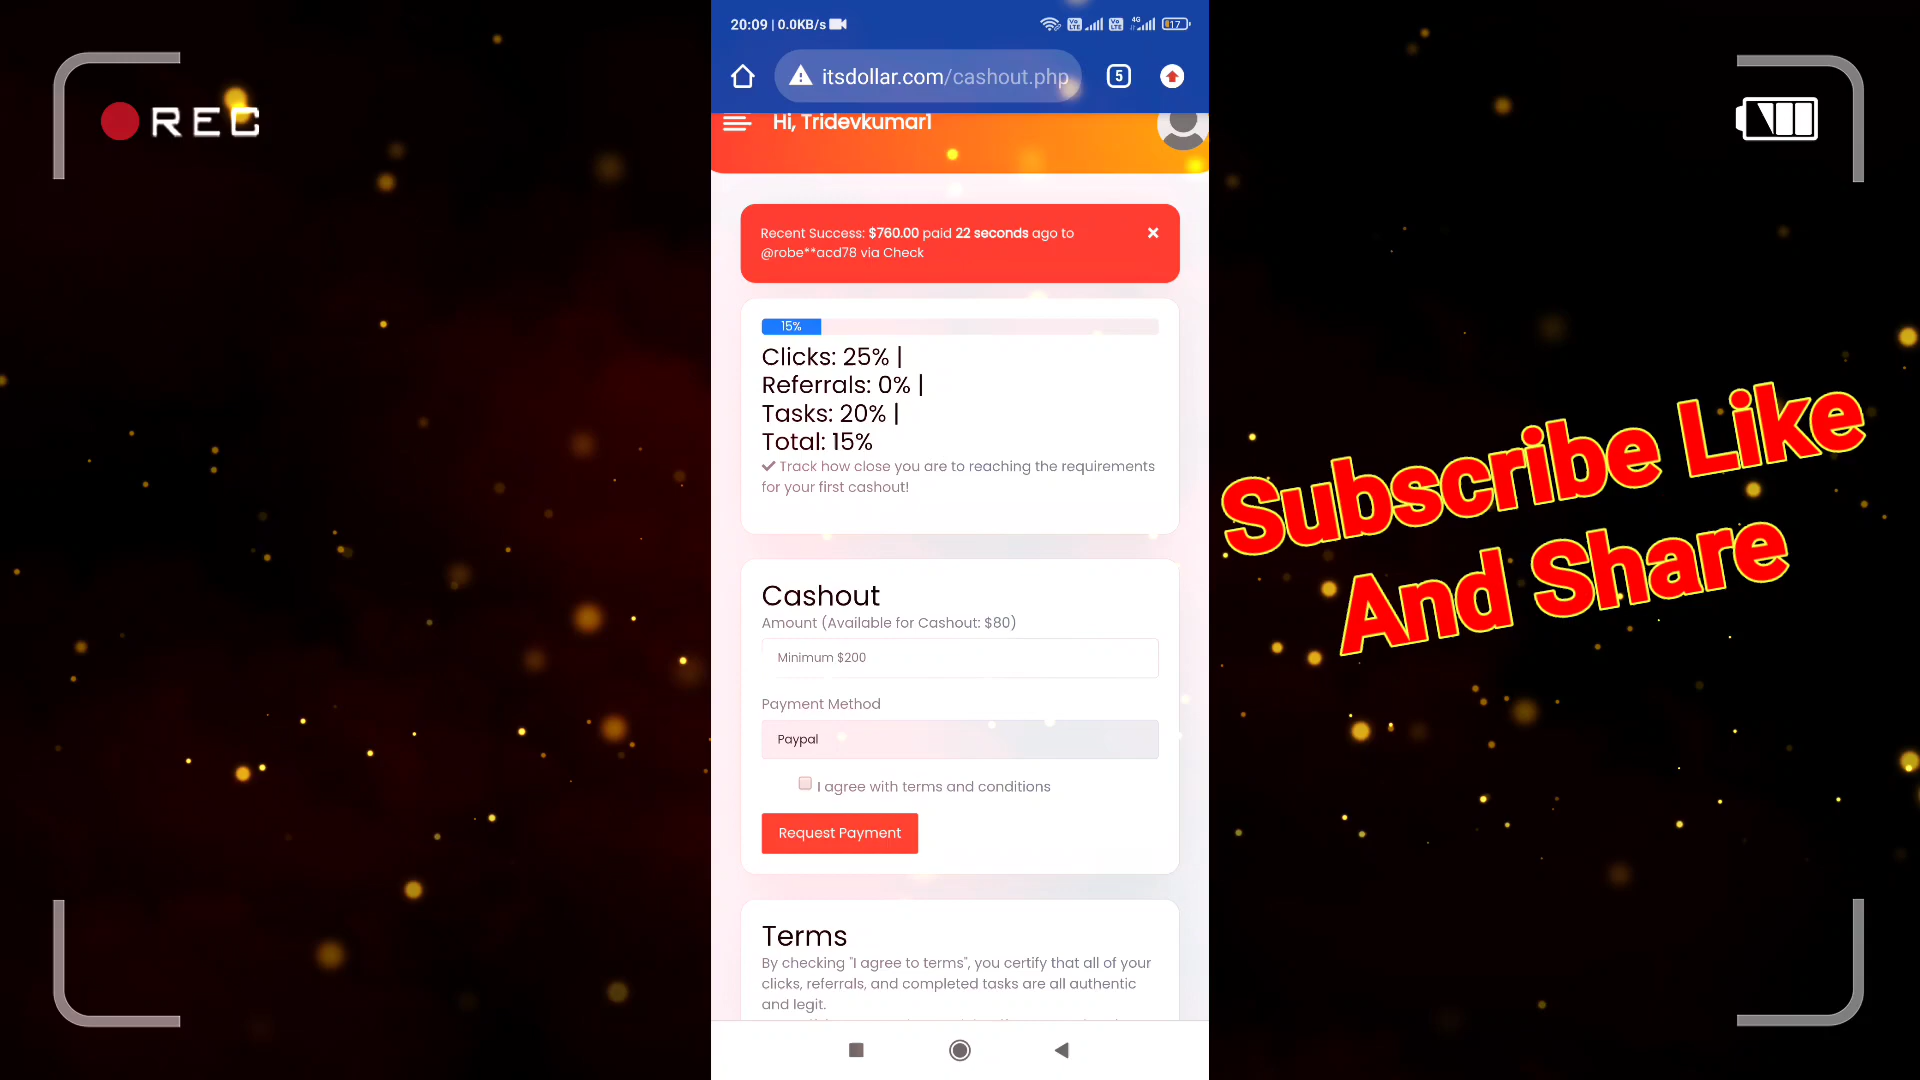 REC
20:09 | 0.0KB/s
4G
17
itsdollar.com/cashout.php
5
Hi, Tridevkumar1
Recent Success: $760.00 paid 22 seconds ago to
@robe**acd78 via Check
15%
Clicks: 25% |
Referrals: 0% |
Tasks: 20% |
Total: 15%
Track how close you are to reaching the requirements
for your first cashout!
Subscribe Like
And Share
Cashout
Amount (Available for Cashout: $80)
Minimum $200
Payment Method
Paypal
I agree with terms and conditions
Request Payment
Terms
By checking "I agree to terms", you certify that all of your
clicks, referrals, and completed tasks are all authentic
and legit.